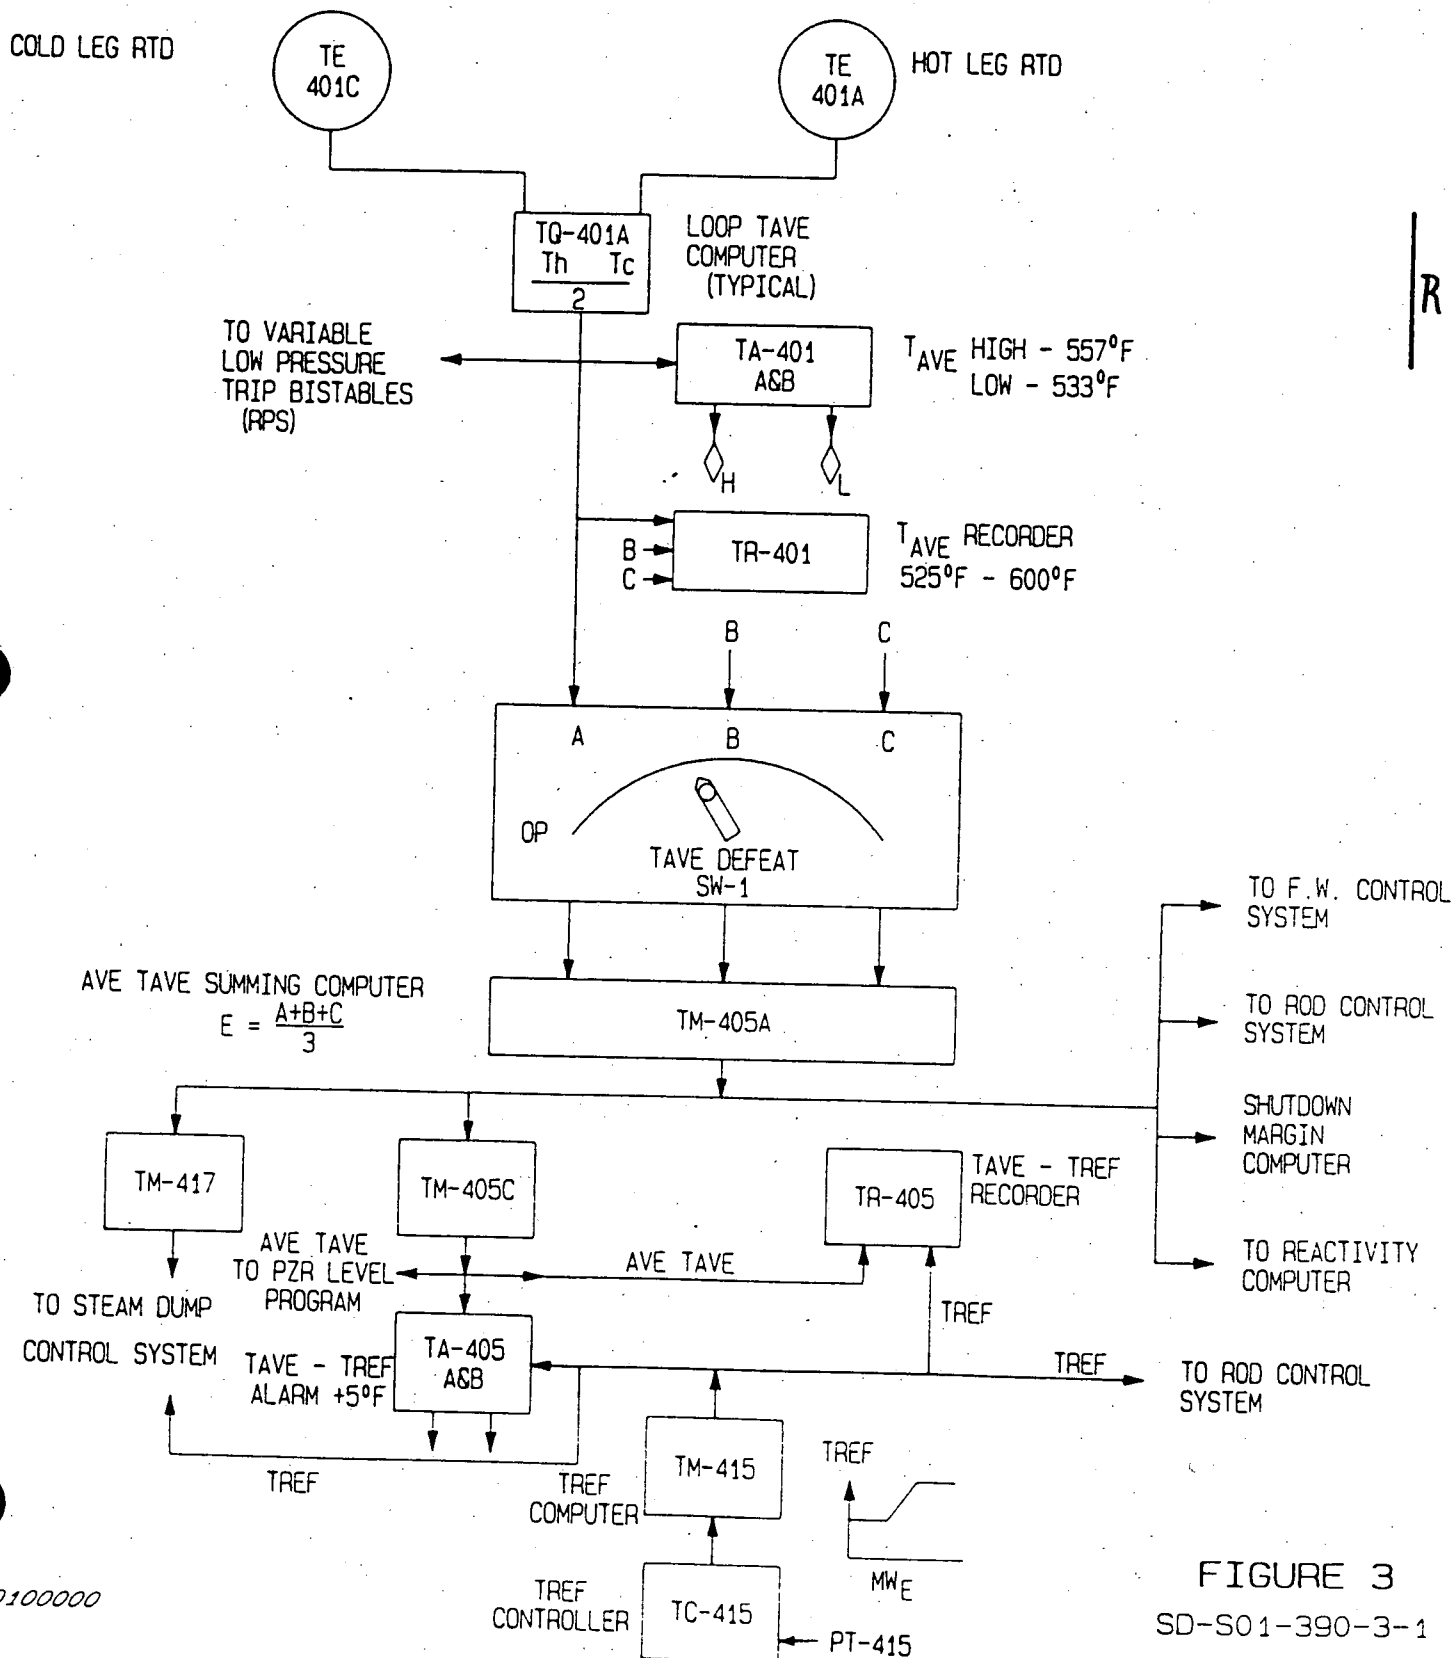 COLD LEG RTD
TE
401C
TE
401A
HOT LEG RTD
TQ-401A
Th Tc
2
LOOP TAVE
COMPUTER
(TYPICAL)
R
TO VARIABLE
LOW PRESSURE
TRIP BISTABLES
(RPS)
TA-401
A&B
TAVE HIGH - 557°F
LOW - 533°F
H
L
B
C
TR-401
TAVE RECORDER
525°F - 600°F
B
C
A
B
C
OP
TAVE DEFEAT
SW-1
TO F.W. CONTROL
SYSTEM
AVE TAVE SUMMING COMPUTER
E = A+B+C
3
TM-405A
TO ROD CONTROL
SYSTEM
SHUTDOWN
MARGIN
COMPUTER
TM-417
TM-405C
TR-405
TAVE - TREF
RECORDER
AVE TAVE
TO PZR LEVEL
PROGRAM
AVE TAVE
TO REACTIVITY
COMPUTER
TO STEAM DUMP
CONTROL SYSTEM
TREF
TAVE - TREF
ALARM +5°F
TA-405
A&B
TREF
TO ROD CONTROL
SYSTEM
TREF
TREF
COMPUTER
TM-415
TREF
MWE
TREF
CONTROLLER
TC-415
PT-415
FIGURE 3
SD-S01-390-3-1
0100000